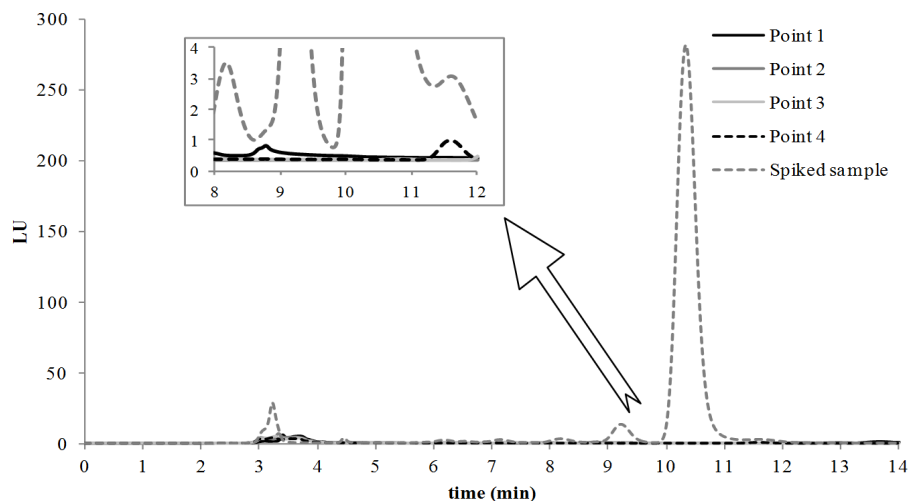 300
250
200
150
100
50
0
LU
4
3
2
1
0
8 9 10 11 12
Point 1
Point 2
Point 3
Point 4
Spiked sample
0 1 2 3 4 5 6 7 8 9 10 11 12 13 14
time (min)